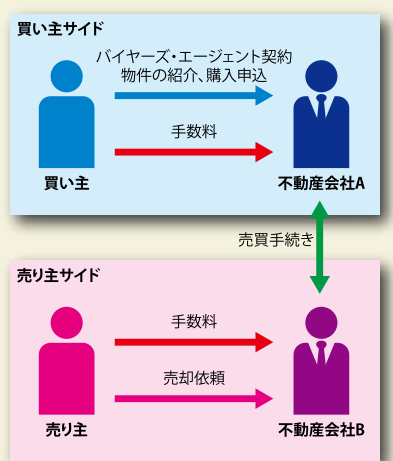 買い主サイド
バイヤーズ・エージェント契約
物件の紹介、購入申込
手数料
買い主
不動産会社A
売買手続き
売り主サイド
手数料
売却依頼
売り主
不動産会社B